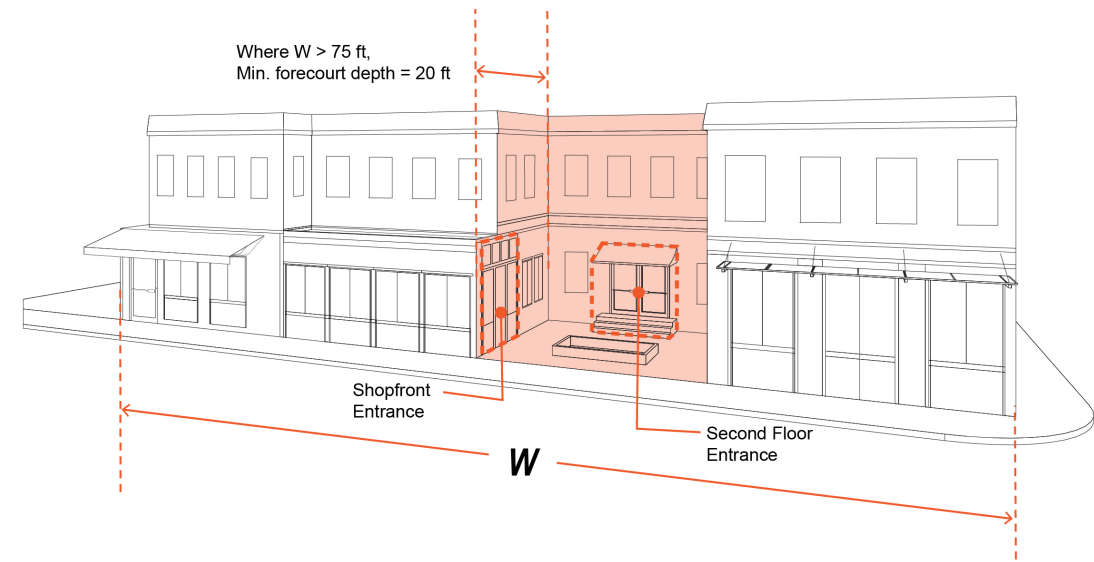 Where W > 75 ft,
Min. forecourt depth = 20 ft
Shopfront
Entrance
Second Floor
Entrance
W